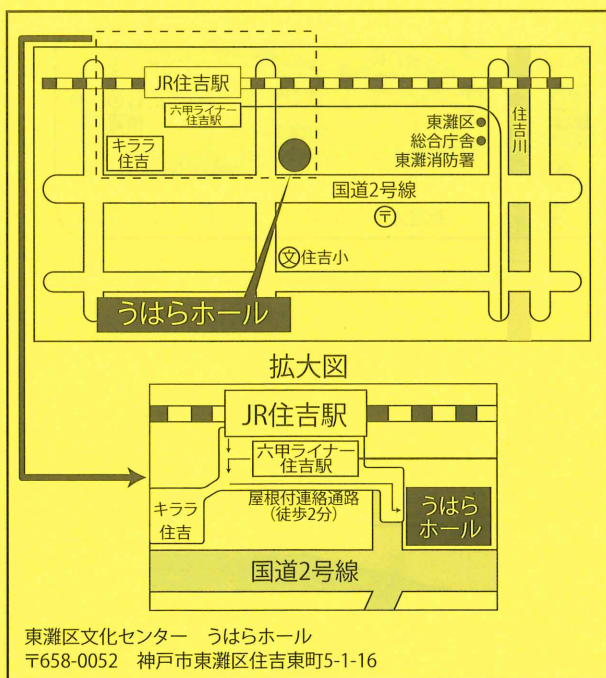 JR住吉駅
六甲ライナー
住吉駅
キララ
住吉
東灘区
総合庁舎
東灘消防署
住吉川
国道2号線
〒
文住吉小
うはらホール
拡大図
JR住吉駅
六甲ライナー
住吉駅
屋根付連絡通路
(徒歩2分)
キララ
住吉
うはら
ホール
国道2号線
東灘区文化センター　うはらホール
〒658-0052　神戸市東灘区住吉東町5-1-16